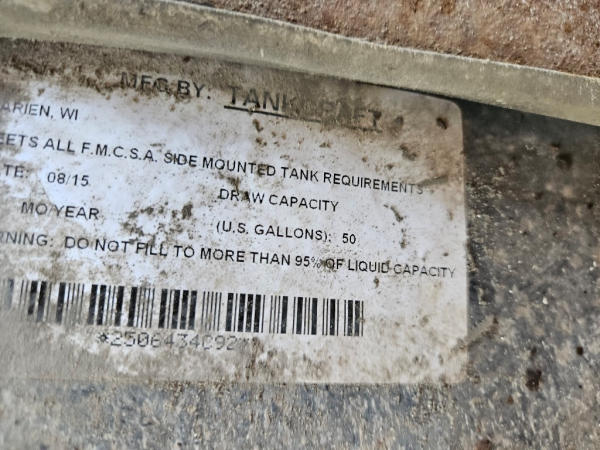 MFG BY: TANKCRAFT
ARIEN, WI
EETS ALL F.M.C.S.A. SIDE MOUNTED TANK REQUIREMENTS
TE: 08/15 DRAW CAPACITY
MO/YEAR (U.S. GALLONS): 50
RNING: DO NOT FILL TO MORE THAN 95% OF LIQUID CAPACITY